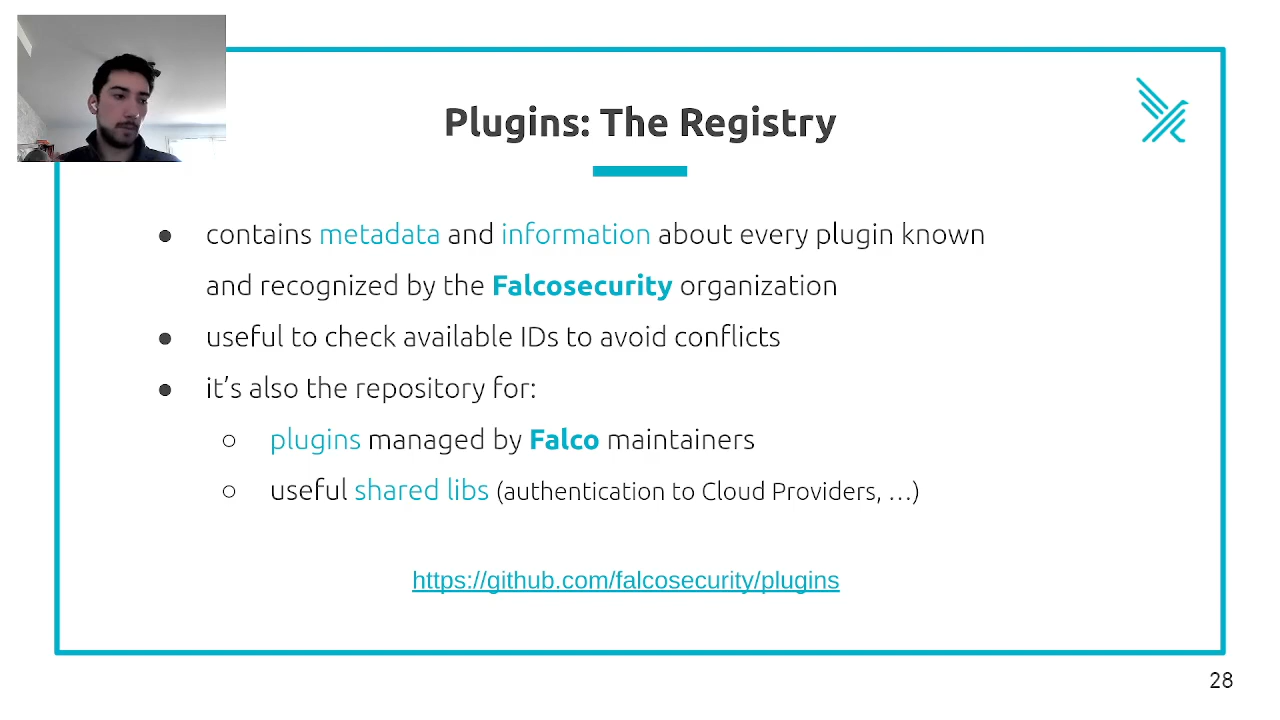 Plugins: The Registry
● contains metadata and information about every plugin known
and recognized by the Falcosecurity organization
● useful to check available IDs to avoid conflicts
● it's also the repository for:
○ plugins managed by Falco maintainers
○ useful shared libs (authentication to Cloud Providers, …)
https://github.com/falcosecurity/plugins
28